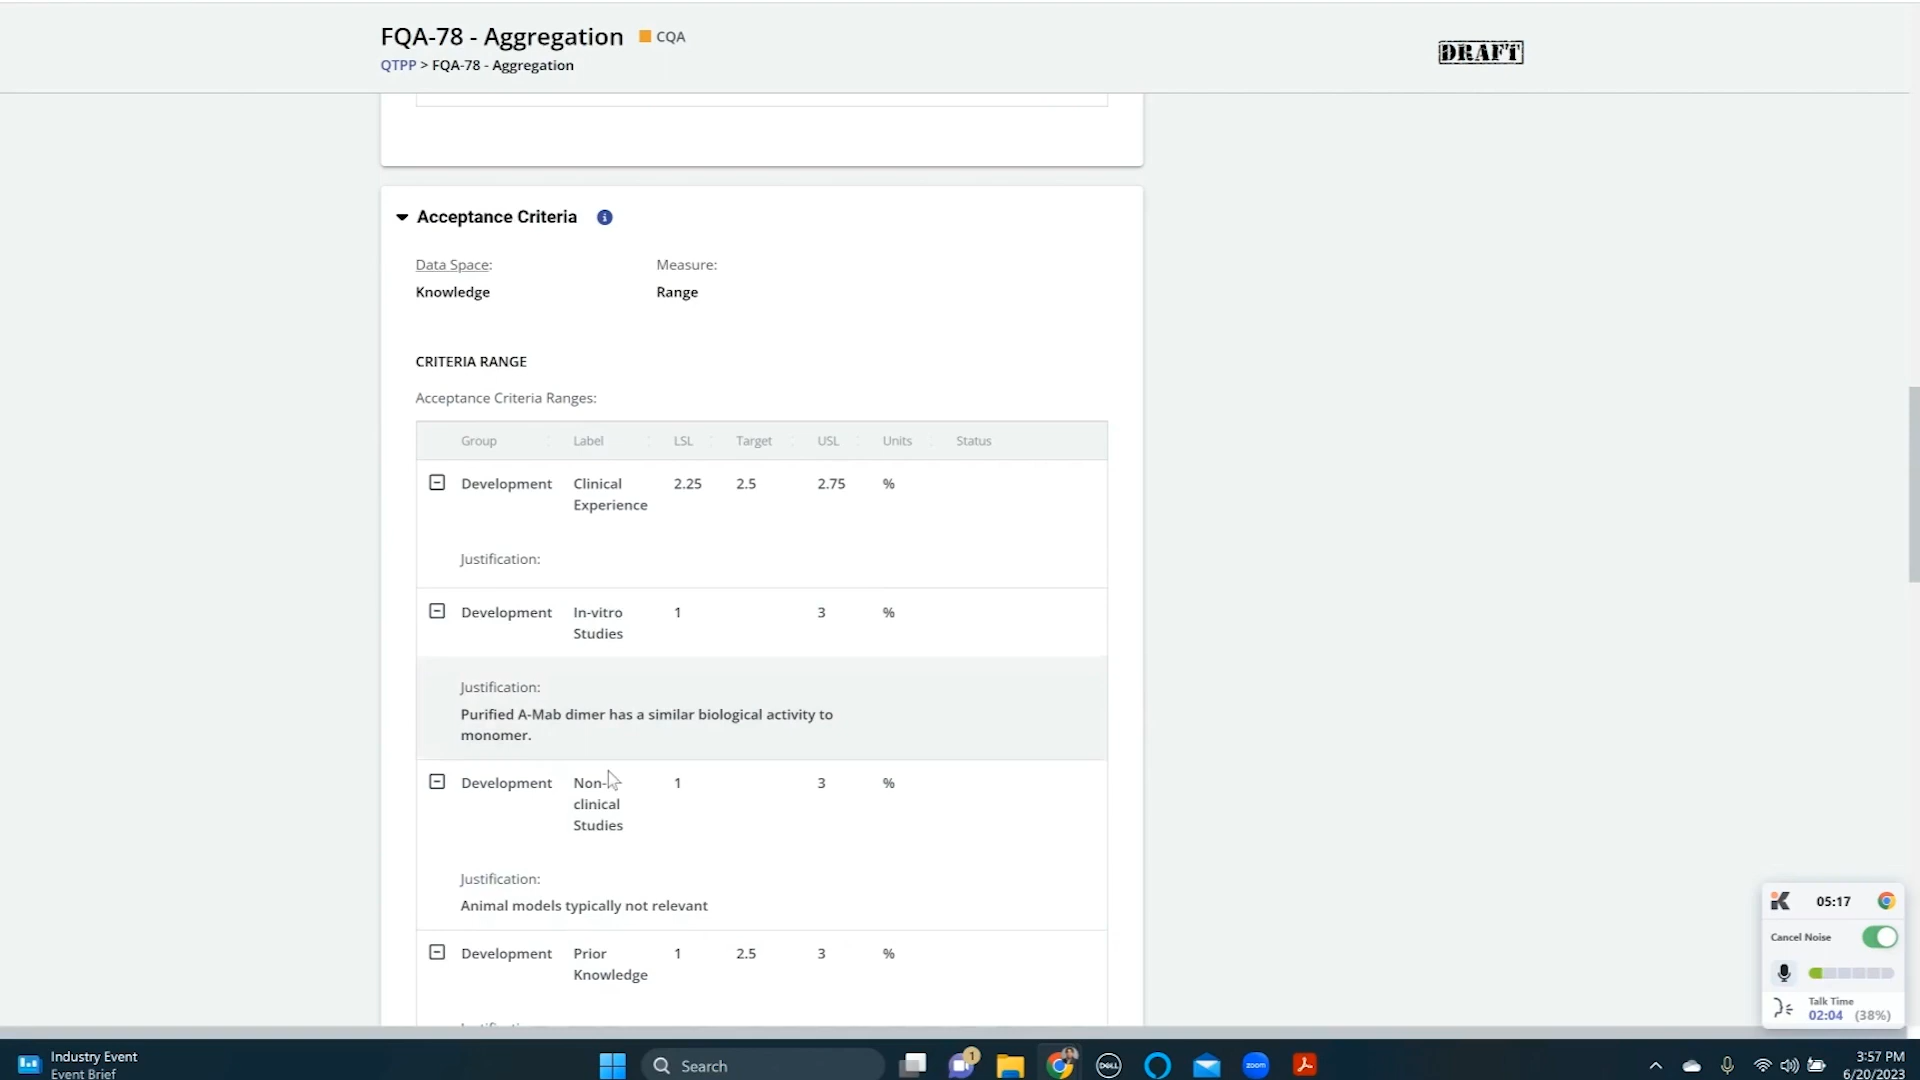 FQA-78 - Aggregation CQA
DRAFT
QTPP > FQA-78 - Aggregation
Acceptance Criteria
Data Space: Measure:
Knowledge Range
CRITERIA RANGE
Acceptance Criteria Ranges:
Group Label LSL Target USL Units Status
Development Clinical 2.25 2.5 2.75 %
Experience
Justification:
Development In-vitro 1 3 %
Studies
Justification:
Purified A-Mab dimer has a similar biological activity to
monomer.
Development Non- 1 3 %
clinical
Studies
Justification:
Animal models typically not relevant
Development Prior 1 2.5 3 %
Knowledge
05:17
Cancel Noise
Talk Time
02:04 (38%)
Industry Event
Event Brief
Search
1
DELL
zoom
3:57 PM
6/20/2023